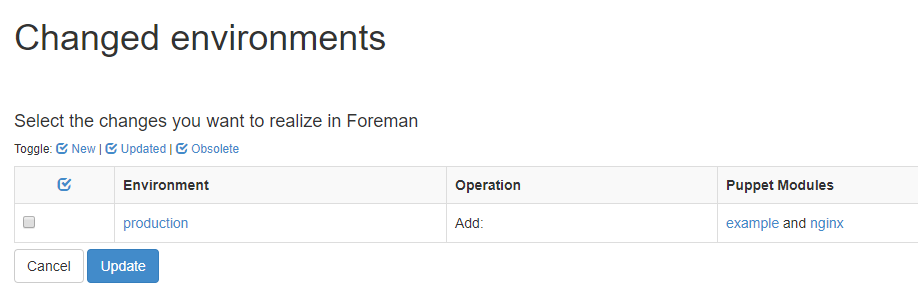 Changed environments
Select the changes you want to realize in Foreman
Toggle: New | Updated | Obsolete
Environment Operation Puppet Modules
production Add: example and nginx
Cancel Update